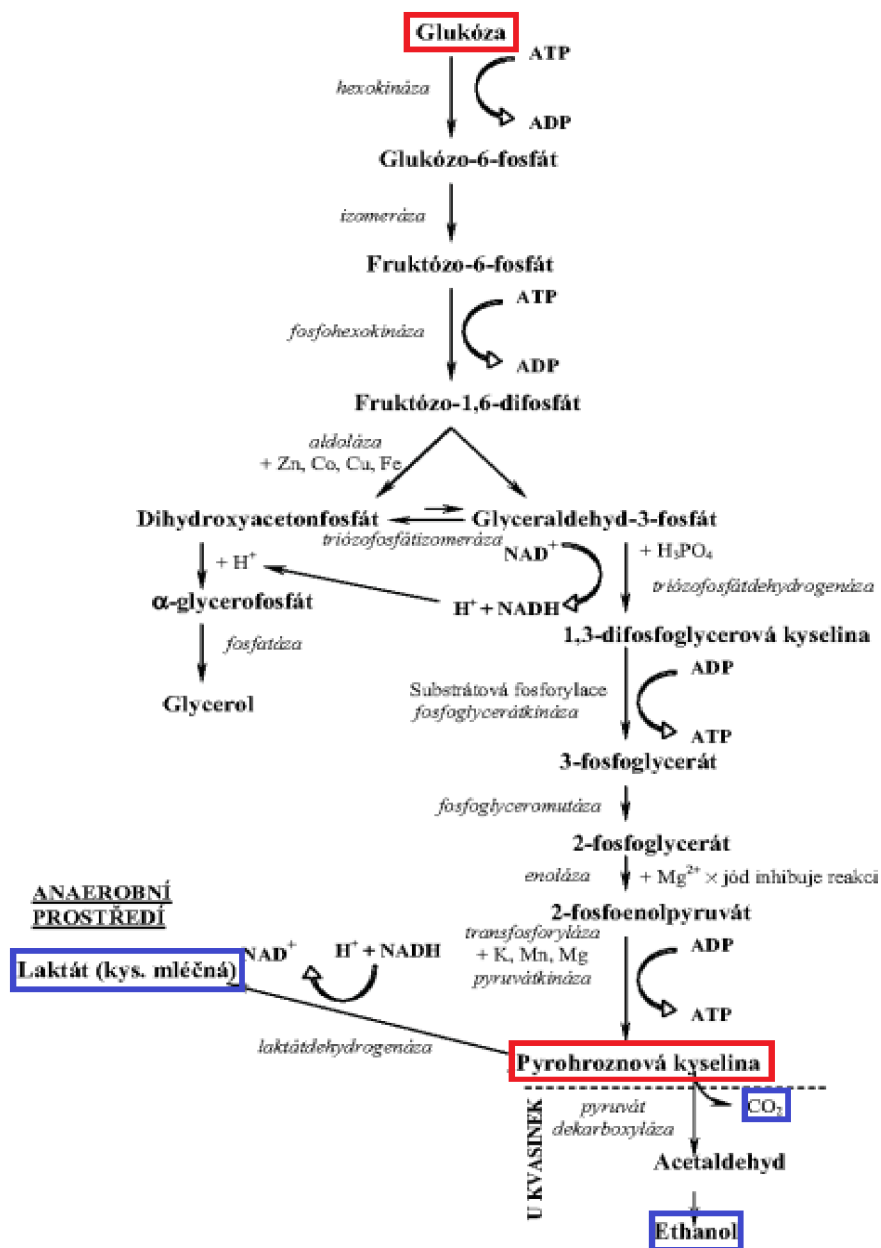 Glukóza
ATP
hexokináza
ADP
Glukózo-6-fosfát
izomeráza
Fruktózo-6-fosfát
ATP
fosfohexokináza
ADP
Fruktózo-1,6-difosfát
aldoláza
+ Zn, Co, Cu, Fe
Dihydroxyacetonfosfát
Glyceraldehyd-3-fosfát
triózofosfátizomeráza
NAD⁺
+ H₃PO₄
+ H⁺
triózofosfátdehydrogenáza
α-glycerofosfát
H⁺ + NADH
1,3-difosfoglycerová kyselina
fosfatáza
ADP
Glycerol
Substrátová fosforylace
fosfoglycerátkináza
ATP
3-fosfoglycerát
fosfoglyceromutáza
2-fosfoglycerát
enoláza
+ Mg²⁺ × jód inhibuje reakci
ANAEROBNÍ
PROSTŘEDÍ
2-fosfoenolpyruvát
transfosforyláza
+ K, Mn, Mg
pyruvátkináza
ADP
ATP
Laktát (kys. mléčná)
NAD⁺
H⁺ + NADH
laktátdehydrogenáza
Pyrohroznová kyselina
U KVASINEK
pyruvát
dekarboxyláza
CO₂
Acetaldehyd
Ethanol